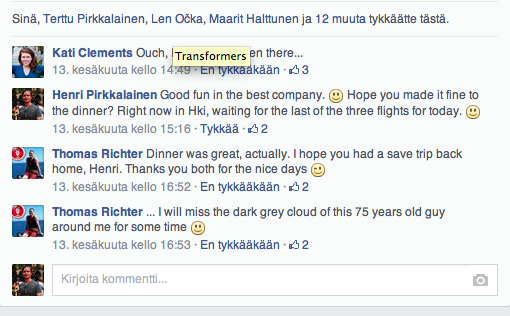 Sinä, Terttu Pirkkalainen, Len Očka, Maarit Halttunen ja 12 muuta tykkäätte tästä.
Kati Clements Ouch, en there...
Transformers
13. kesäkuuta kello 14:49 · En tykkääkään · 3
Henri Pirkkalainen Good fun in the best company. Hope you made it fine to
the dinner? Right now in Hki, waiting for the last of the three flights for today.
13. kesäkuuta kello 15:16 · Tykkää · 2
Thomas Richter Dinner was great, actually. I hope you had a save trip back
home, Henri. Thanks you both for the nice days
13. kesäkuuta kello 16:52 · En tykkääkään · 2
Thomas Richter ... I will miss the dark grey cloud of this 75 years old guy
around me for some time
13. kesäkuuta kello 16:53 · En tykkääkään · 2
Kirjoita kommentti...